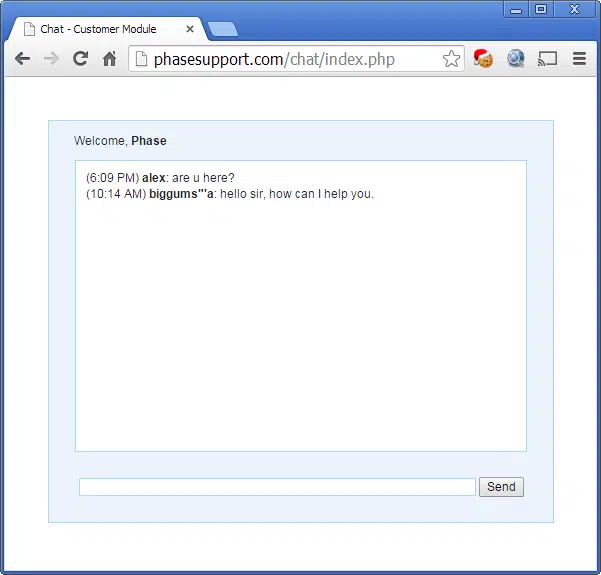 Chat - Customer Module
phasesupport.com/chat/index.php
Welcome, Phase
(6:09 PM) alex: are u here?
(10:14 AM) biggums"'a: hello sir, how can I help you.
Send